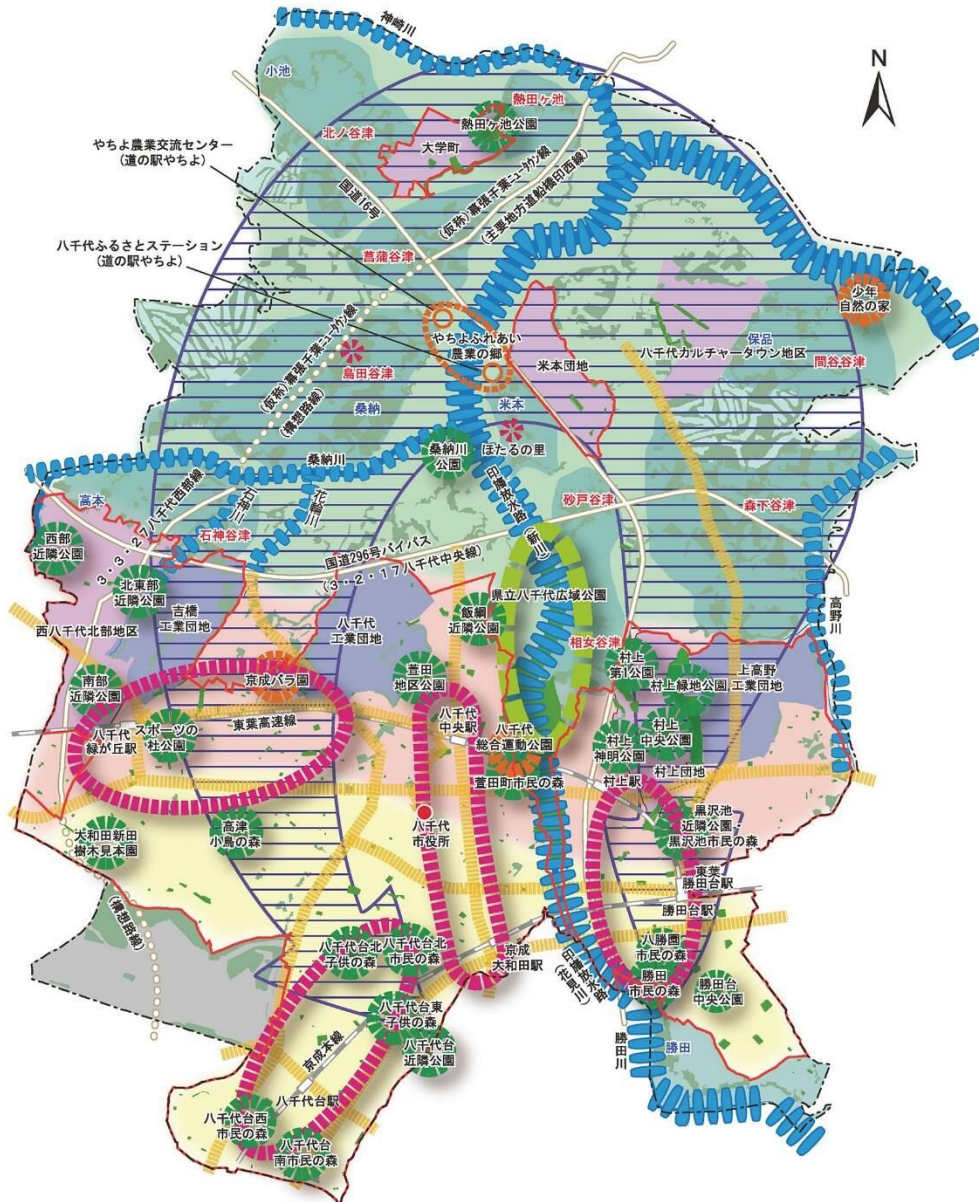 神崎川
N
小池
熱田ヶ池
熱田ヶ池公園
北ノ谷津
大学町
やちよ農業交流センター
(道の駅やちよ)
国道16号
(仮称)幕張千葉ニュータウン線
(主要地方道船橋印西線)
八千代ふるさとステーション
(道の駅やちよ)
菖蒲谷津
少年
自然の家
やちよふれあい
農業の郷
保品
八千代カルチャータウン地区
間谷谷津
米本団地
(仮称)幕張千葉ニュータウン線
(構想路線)
島田谷津
桑納
米本
ほたるの里
桑納川
公園
桑納川
印旛放水路
(新川)
石神川
花輪川
高本
砂戸谷津
森下谷津
西部
近隣公園
3・3・27八千代西部線
石神谷津
国道296号バイパス
(3・2・17八千代中央線)
高野川
北東部
近隣公園
吉橋
工業団地
八千代
工業団地
飯綱
近隣公園
県立八千代広域公園
西八千代北部地区
相女谷津
村上
第1公園
村上緑地公園
上高野
工業団地
南部
近隣公園
京成バラ園
萱田
地区公園
八千代
緑が丘駅
スポーツの
杜公園
東葉高速線
八千代
中央駅
八千代
総合運動公園
村上
神明公園
村上
中央公園
村上団地
村上駅
萱田町市民の森
八千代
市役所
黒沢池
近隣公園
黒沢池市民の森
大和田新田
樹木見本園
高津
小鳥の森
東葉
勝田台駅
勝田台駅
(構想路線)
八千代台北
子供の森
八千代台北
市民の森
京成
大和田駅
印旛放水路
(花見川)
八勝園
市民の森
勝田
市民の森
勝田台
中央公園
八千代台東
子供の森
八千代台
近隣公園
京成本線
勝田川
勝田
八千代台駅
八千代台西
市民の森
八千代台
南市民の森